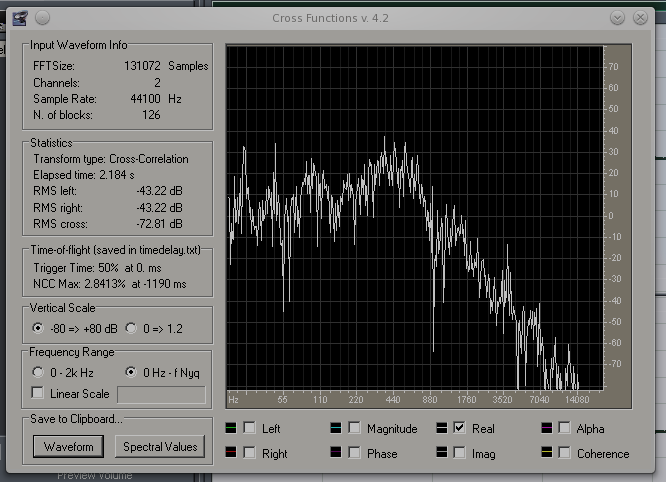 Cross Functions v. 4.2
Input Waveform Info
FFTSize: 131072 Samples
Channels: 2
Sample Rate: 44100 Hz
N. of blocks: 126
Statistics
Transform type: Cross-Correlation
Elapsed time: 2.184 s
RMS left: -43.22 dB
RMS right: -43.22 dB
RMS cross: -72.81 dB
Time-of-flight (saved in timedelay.txt)
Trigger Time: 50% at 0. ms
NCC Max: 2.8413% at -1190 ms
Vertical Scale
-80 => +80 dB 0 => 1.2
Frequency Range
0 - 2k Hz 0 Hz - f Nyq
Linear Scale
Save to Clipboard...
Waveform Spectral Values
70
60
50
40
30
20
10
0
-10
-20
-30
-40
-50
-60
-70
Hz 55 110 220 440 880 1760 3520 7040 14080
Left Magnitude Real Alpha
Right Phase Imag Coherence
Preview Volume